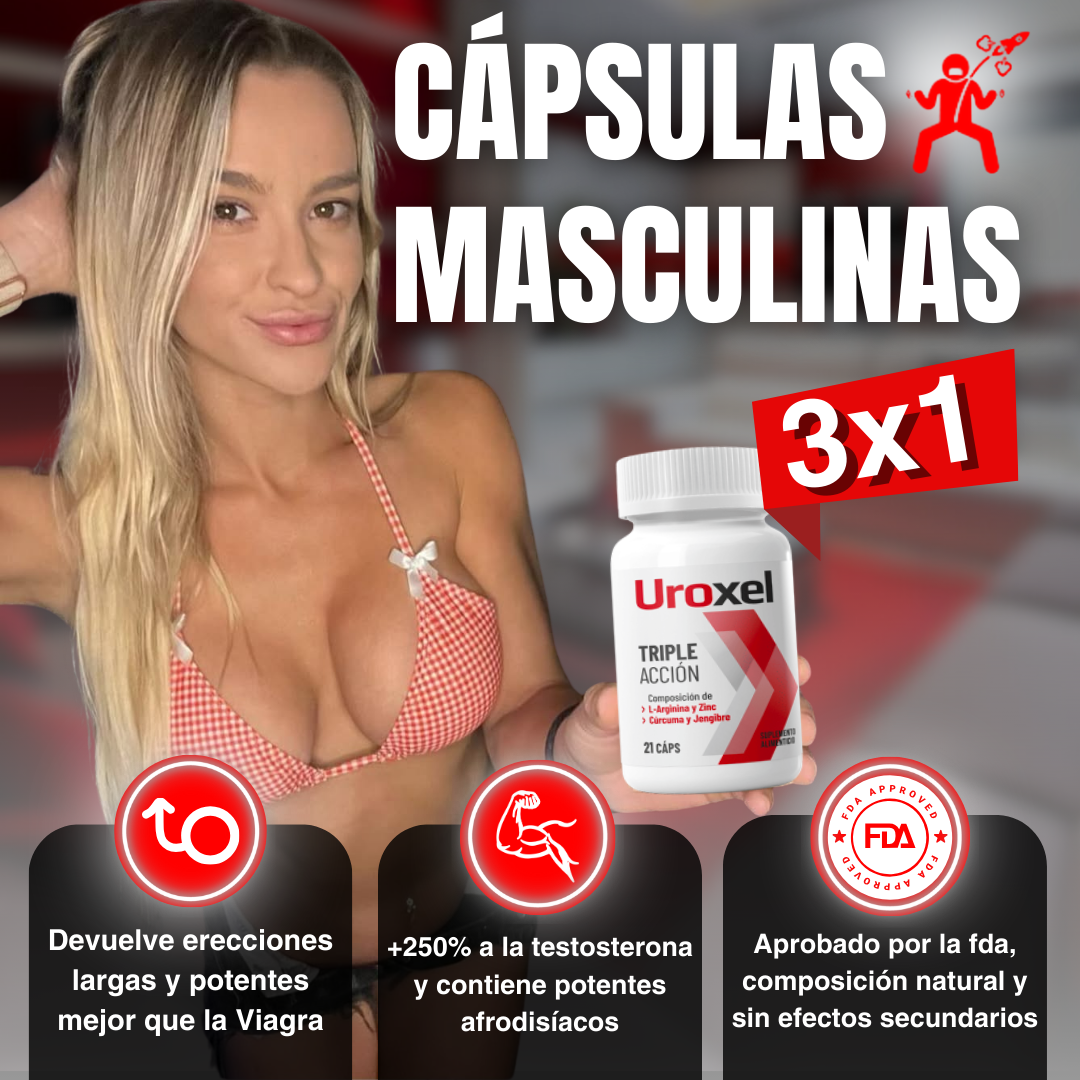 CÁPSULAS
MASCULINAS
3x1
Uroxel
TRIPLE
ACCIÓN
Composición de
> L-Arginina y Zinc
> Cúrcuma y Jengibre
21 CÁPS
SUPLEMENTO
ALIMENTICIO
FDA APPROVED
FDA
FDA APPROVED
Devuelve erecciones
largas y potentes
mejor que la Viagra
+250% a la testosterona
y contiene potentes
afrodisíacos
Aprobado por la fda,
composición natural y
sin efectos secundarios